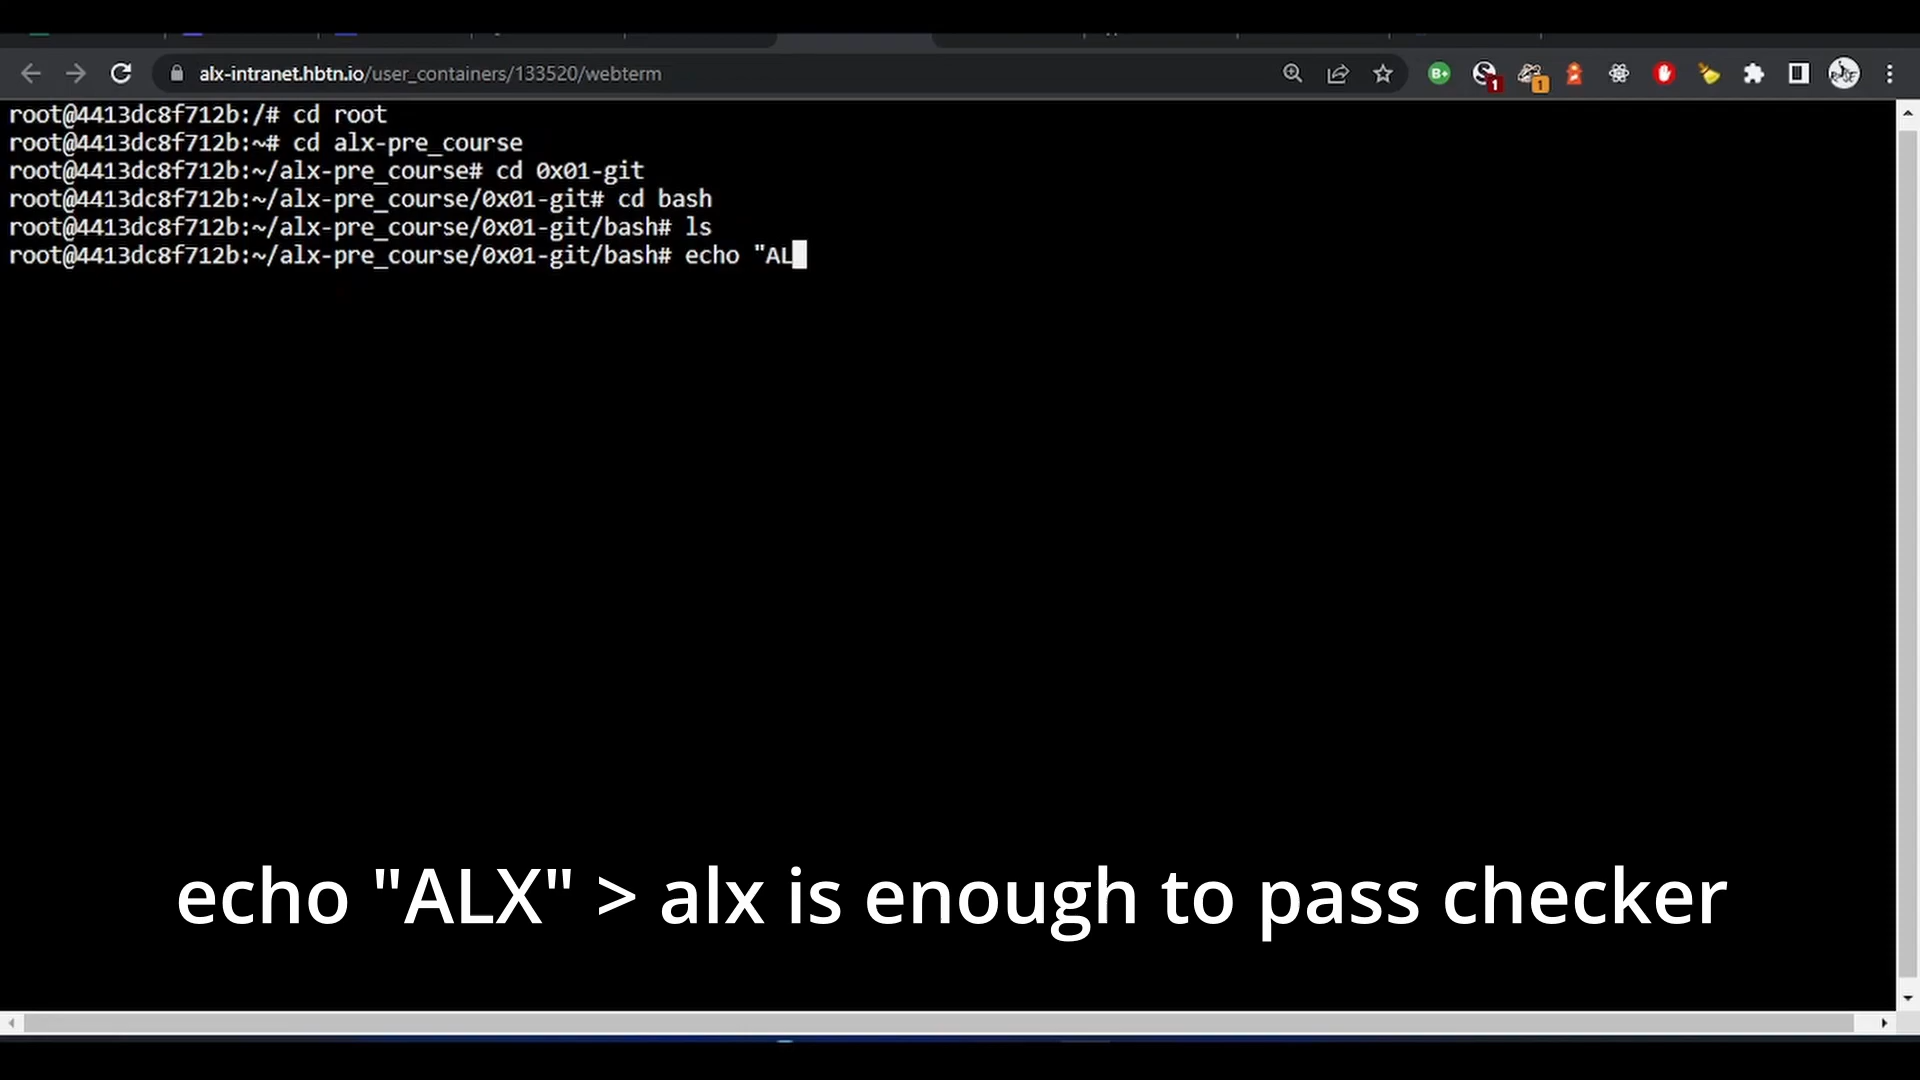 alx-intranet.hbtn.io/user_containers/133520/webterm
B+
1
1
root@4413dc8f712b:/# cd root
root@4413dc8f712b:~# cd alx-pre_course
root@4413dc8f712b:~/alx-pre_course# cd 0x01-git
root@4413dc8f712b:~/alx-pre_course/0x01-git# cd bash
root@4413dc8f712b:~/alx-pre_course/0x01-git/bash# ls
root@4413dc8f712b:~/alx-pre_course/0x01-git/bash# echo "AL
echo "ALX" > alx is enough to pass checker